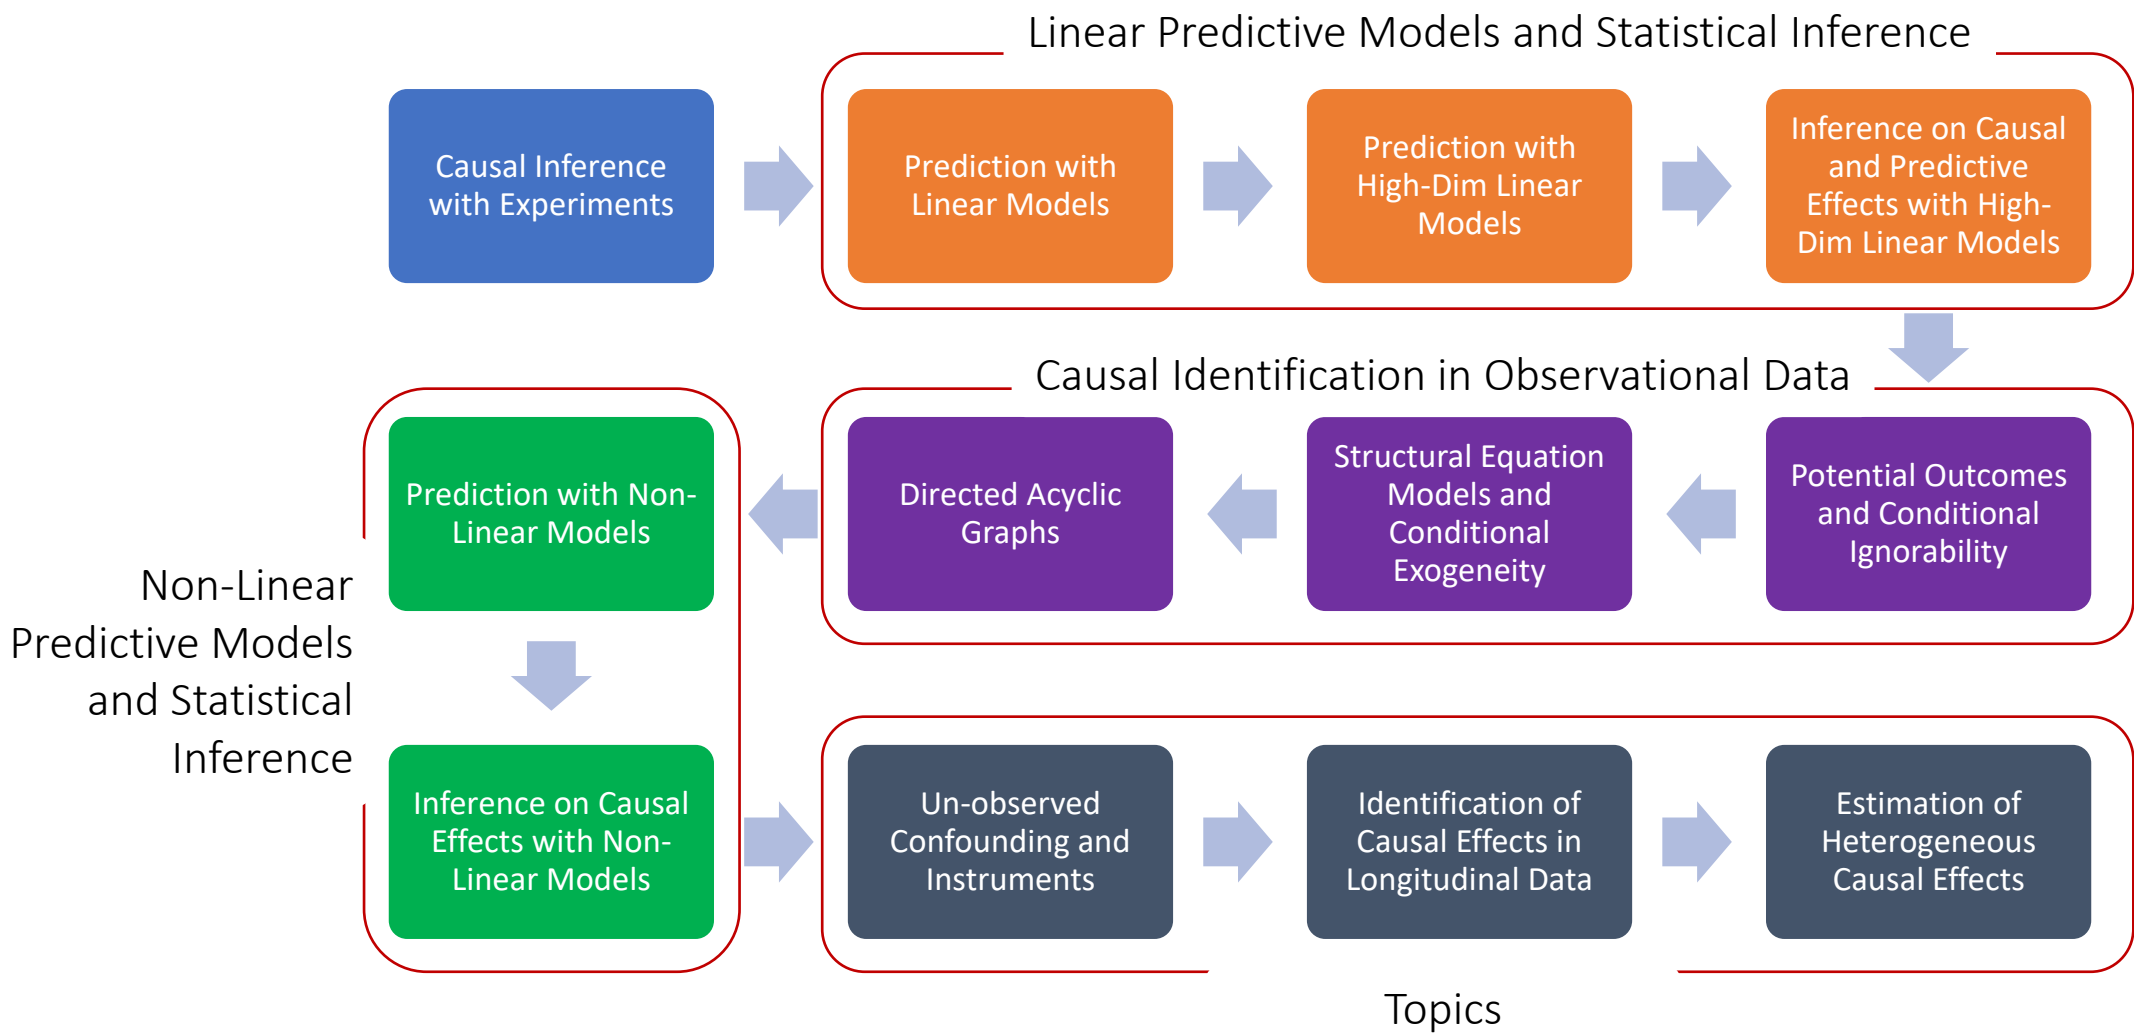 Linear Predictive Models and Statistical Inference
Causal Inference
with Experiments
Prediction with
Linear Models
Prediction with
High-Dim Linear
Models
Inference on Causal
and Predictive
Effects with High-
Dim Linear Models
Causal Identification in Observational Data
Potential Outcomes
and Conditional
Ignorability
Structural Equation
Models and
Conditional
Exogeneity
Directed Acyclic
Graphs
Non-Linear
Predictive Models
and Statistical
Inference
Prediction with Non-
Linear Models
Inference on Causal
Effects with Non-
Linear Models
Un-observed
Confounding and
Instruments
Identification of
Causal Effects in
Longitudinal Data
Estimation of
Heterogeneous
Causal Effects
Topics